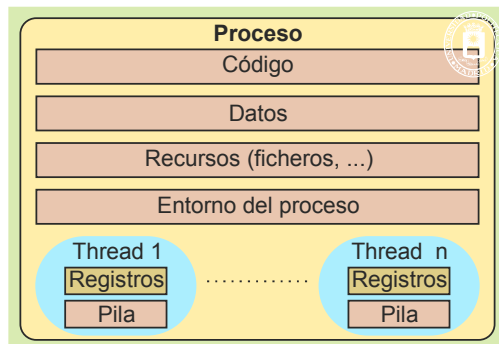 Proceso
Código
Datos
Recursos (ficheros, ...)
Entorno del proceso
Thread 1
Registros
Pila
.............
Thread n
Registros
Pila